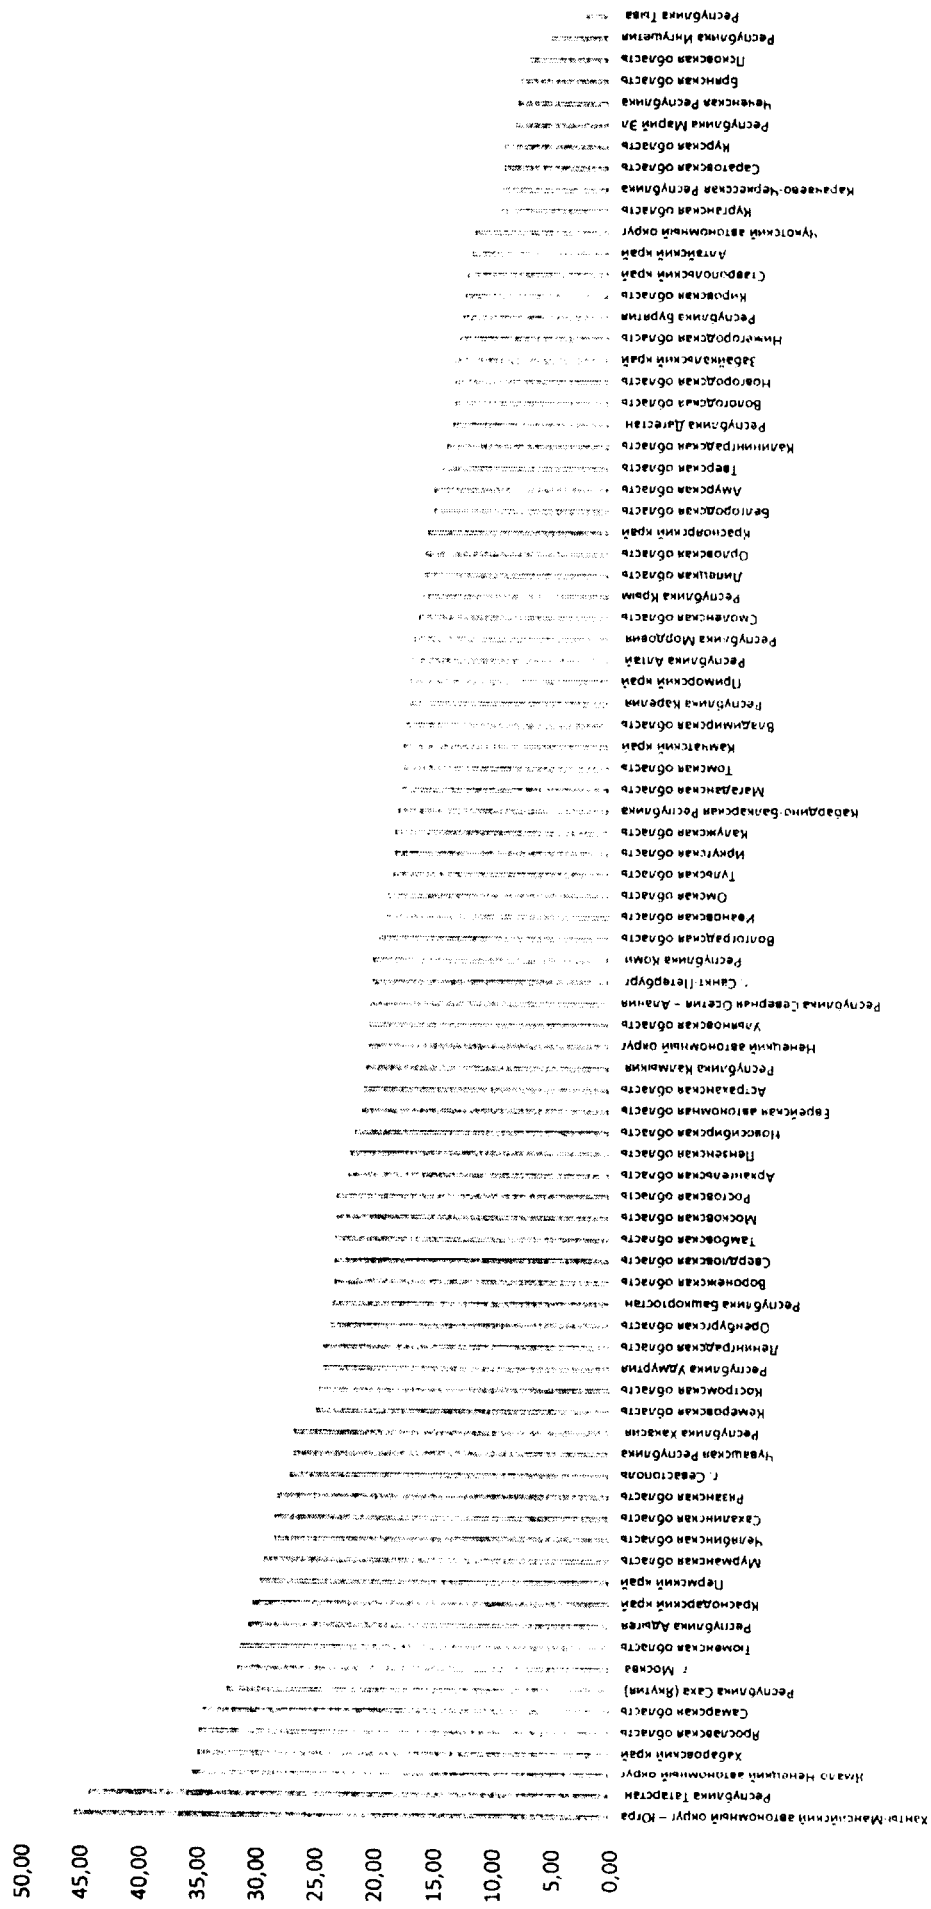 50,00
45,00
40,00
35,00
30,00
25,00
20,00
15,00
10,00
5,00
0,00
Ханты-Мансийский автономный округ – Югра
Республика Татарстан
Ямало-Ненецкий автономный округ
Хабаровский край
Ярославская область
Самарская область
Республика Саха (Якутия)
г. Москва
Тюменская область
Республика Адыгея
Краснодарский край
Пермский край
Мурманская область
Челябинская область
Сахалинская область
Рязанская область
г. Севастополь
Чувашская Республика
Республика Хакасия
Кемеровская область
Костромская область
Республика Удмуртия
Ленинградская область
Оренбургская область
Республика Башкортостан
Воронежская область
Свердловская область
Тамбовская область
Московская область
Ростовская область
Архангельская область
Пензенская область
Новосибирская область
Еврейская автономная область
Астраханская область
Республика Калмыкия
Ненецкий автономный округ
Ульяновская область
Республика Северная Осетия – Алания
г. Санкт-Петербург
Республика Коми
Волгоградская область
Ивановская область
Омская область
Тульская область
Иркутская область
Калужская область
Кабардино-Балкарская Республика
Магаданская область
Томская область
Камчатский край
Владимирская область
Республика Карелия
Приморский край
Республика Алтай
Республика Мордовия
Смоленская область
Республика Крым
Липецкая область
Орловская область
Красноярский край
Белгородская область
Амурская область
Тверская область
Калининградская область
Республика Дагестан
Вологодская область
Новгородская область
Забайкальский край
Нижегородская область
Республика Бурятия
Кировская область
Ставропольский край
Алтайский край
Чукотский автономный округ
Курганская область
Карачаево-Черкесская Республика
Саратовская область
Курская область
Республика Марий Эл
Чеченская Республика
Брянская область
Псковская область
Республика Ингушетия
Республика Тыва